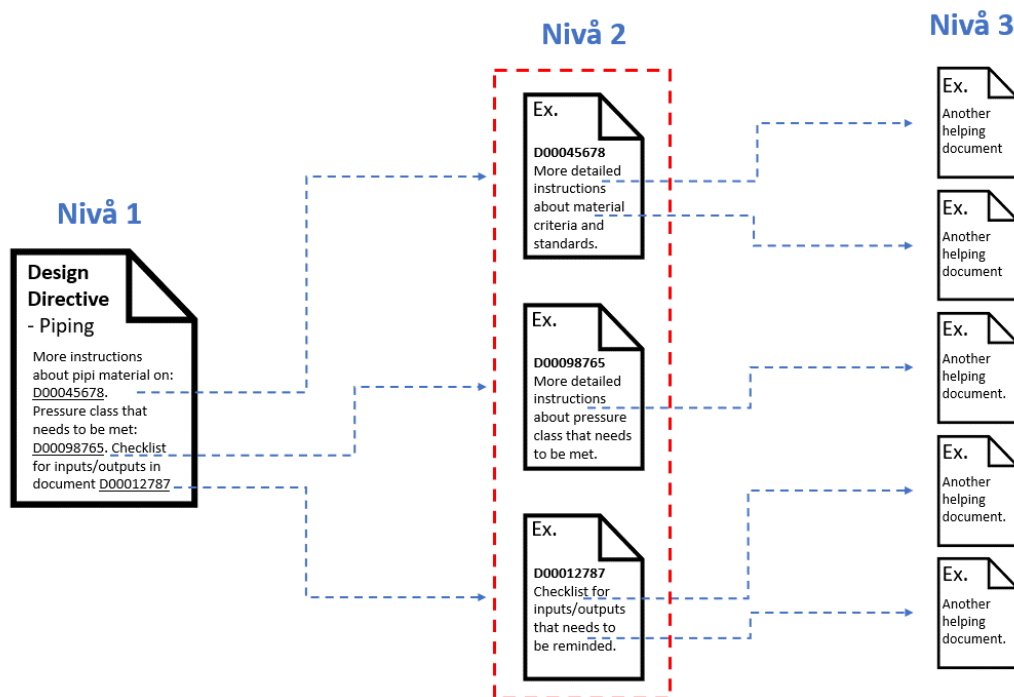 Nivå 1
Design
Directive
- Piping
More instructions
about pipi material on:
D00045678.
Pressure class that
needs to be met:
D00098765. Checklist
for inputs/outputs in
document D00012787
Nivå 2
Ex.
D00045678
More detailed
instructions
about material
criteria and
standards.
Ex.
D00098765
More detailed
instructions
about pressure
class that needs
to be met.
Ex.
D00012787
Checklist for
inputs/outputs
that needs to
be reminded.
Nivå 3
Ex.
Another
helping
document
Ex.
Another
helping
document
Ex.
Another
helping
document.
Ex.
Another
helping
document.
Ex.
Another
helping
document.